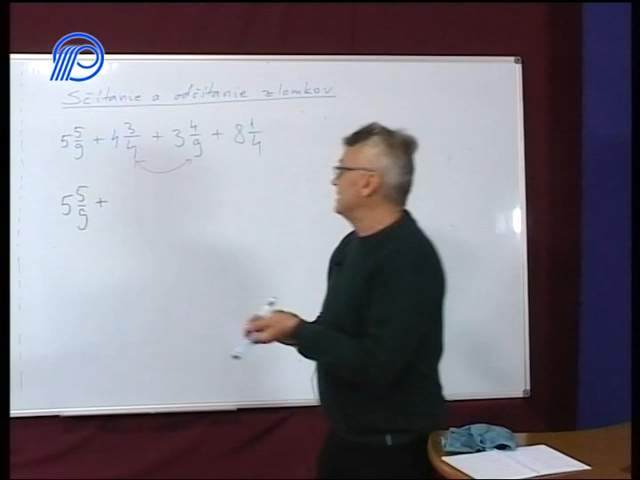 Sčítanie a odčítanie zlomkov
5 5/9 + 4 3/4 + 3 4/9 + 8 1/4
5 5/9 +